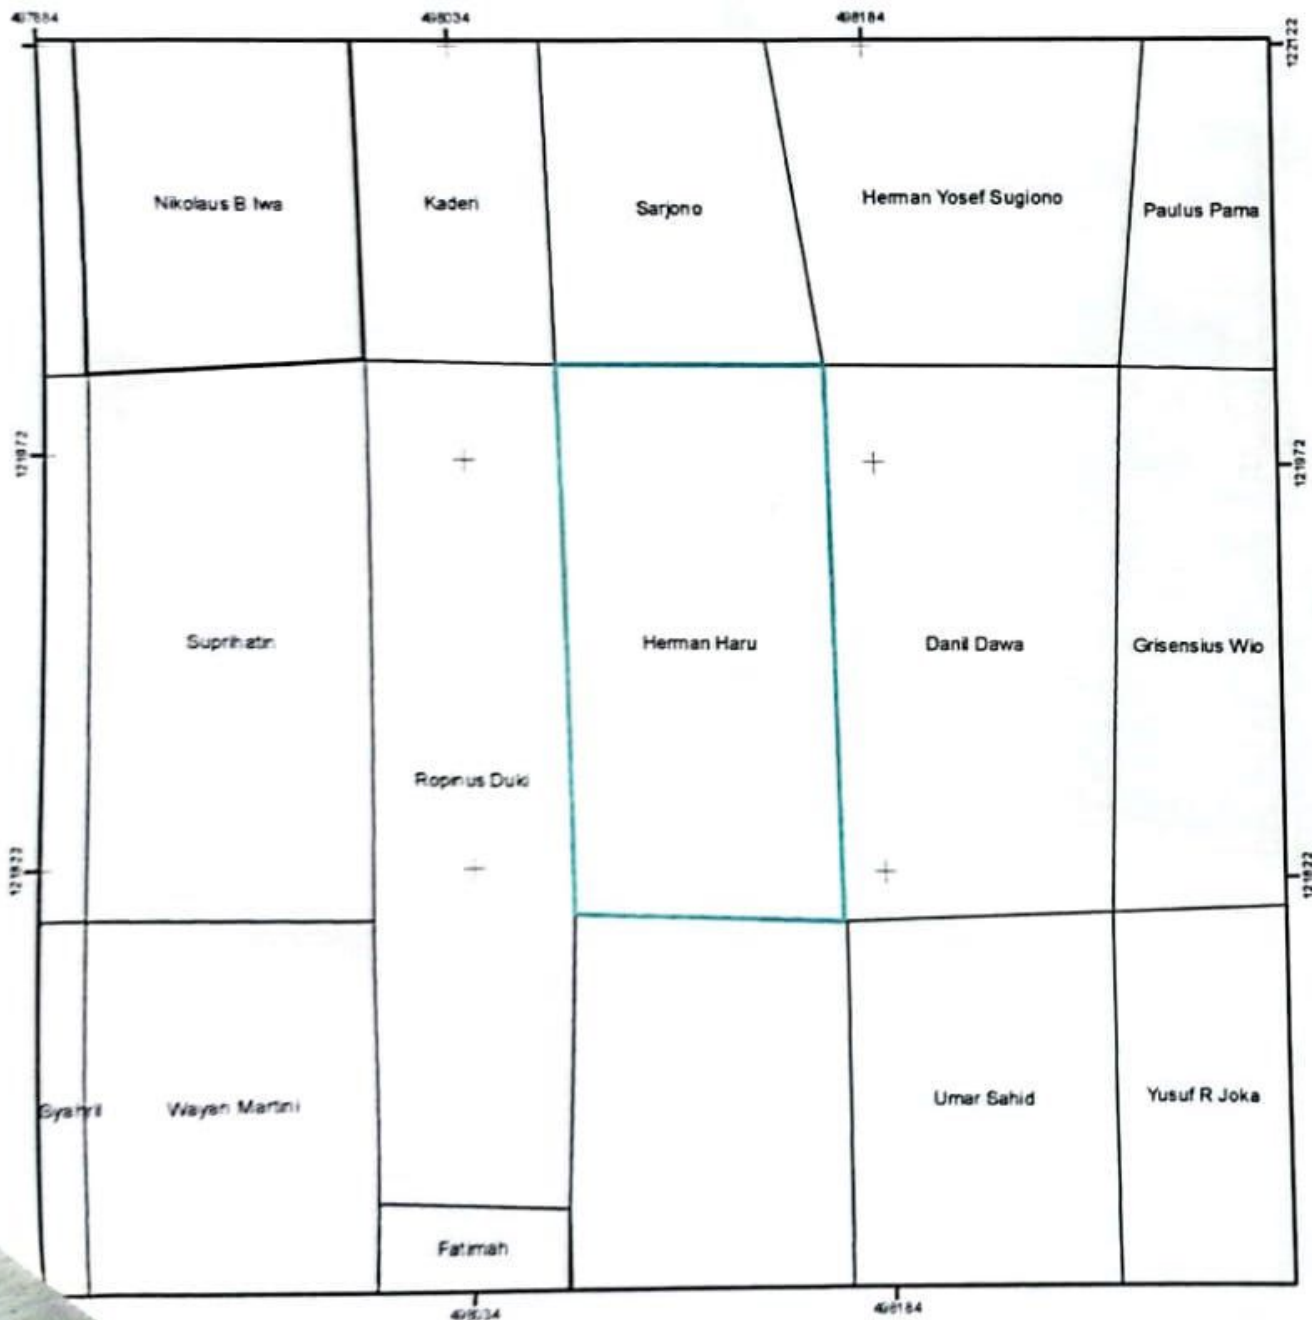 497884 498034 498184
122122
Nikolaus B Iwa Kaderi Sarjono Herman Yosef Sugiono Paulus Pama
121972 121972
Suprihatin Herman Haru Danil Dawa Grisensius Wio
Ropinus Duki
121822 121822
Syahril Wayan Martini Umar Sahid Yusuf R Joka
Fatimah
498034 498184